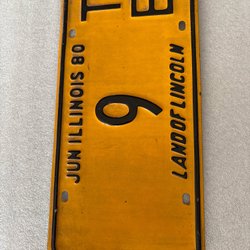 JUN ILLINOIS 80
9
LAND OF LINCOLN